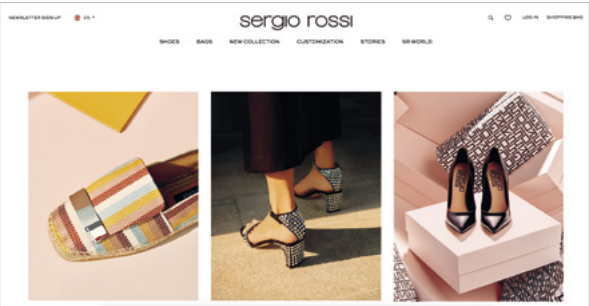 NEWSLETTER SIGN UP
EN
sergio rossi
LOG IN
SHOPPING BAG
SHOES
BAGS
NEW COLLECTION
CUSTOMIZATION
STORIES
SR WORLD